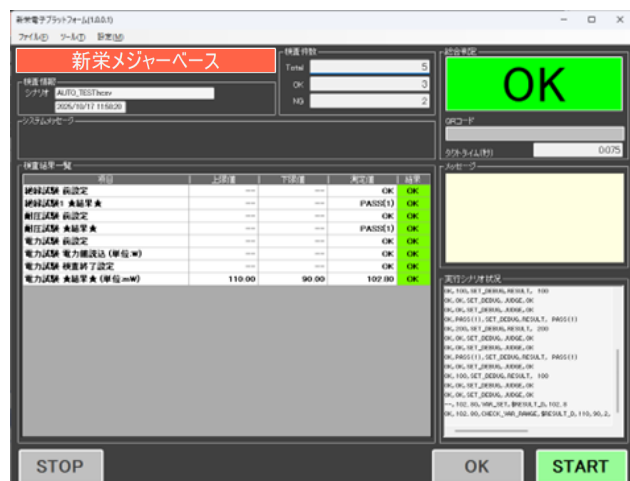 新栄電子プラットフォーム(1.0.0.1)
ファイル(F) ツール(T) 設定(M)
新栄メジャーベース
検査情報
シナリオ AUTO_TEST1hc.csv
2025/10/17 11:58:20
検査件数
Total 5
OK 3
NG 2
総合判定
OK
QRコード
タクトタイム(秒) 0:075
システムメッセージ
メッセージ
検査結果一覧
項目 上限値 下限値 測定値 結果
絶縁試験 前設定 --- --- OK OK
絶縁試験1 ★結果★ --- --- PASS(1) OK
耐圧試験 前設定 --- --- OK OK
耐圧試験 ★結果★ --- --- PASS(1) OK
電力試験 前設定 --- --- OK OK
電力試験 電力値読込 (単位:W) --- --- OK OK
電力試験 検査終了設定 --- --- OK OK
電力試験 ★結果★ (単位:mW) 110.00 90.00 102.80 OK
実行シナリオ状況
OK, 100, SET_DEBUG, RESULT, 100
OK, OK, SET_DEBUG, JUDGE, OK
OK, OK, SET_DEBUG, JUDGE, OK
OK, PASS(1), SET_DEBUG, RESULT, PASS(1)
OK, 200, SET_DEBUG, RESULT, 200
OK, OK, SET_DEBUG, JUDGE, OK
OK, OK, SET_DEBUG, JUDGE, OK
OK, PASS(1), SET_DEBUG, RESULT, PASS(1)
OK, OK, SET_DEBUG, JUDGE, OK
OK, 100, SET_DEBUG, RESULT, 100
OK, OK, SET_DEBUG, JUDGE, OK
OK, OK, SET_DEBUG, JUDGE, OK
--, 102.80, VAR_SET, $RESULT_D, 102.8
OK, 102.80, CHECK_VAR_RANGE, $RESULT_D, 110, 90, 2,
STOP
OK
START